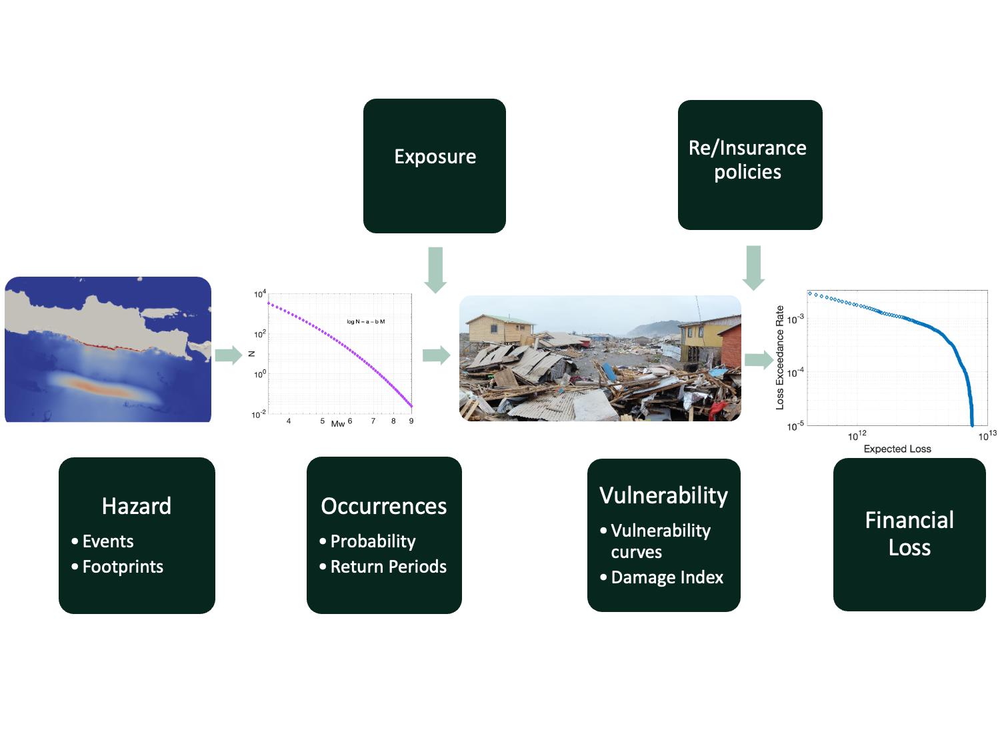 Exposure
Re/Insurance
policies
10^4
10^2
10^0
10^-2
N
log N = a – b M
4 5 6 7 8 9
Mw
Loss Exceedance Rate
10^-3
10^-4
10^-5
10^12 10^13
Expected Loss
Hazard
• Events
• Footprints
Occurrences
• Probability
• Return Periods
Vulnerability
• Vulnerability
curves
• Damage Index
Financial
Loss